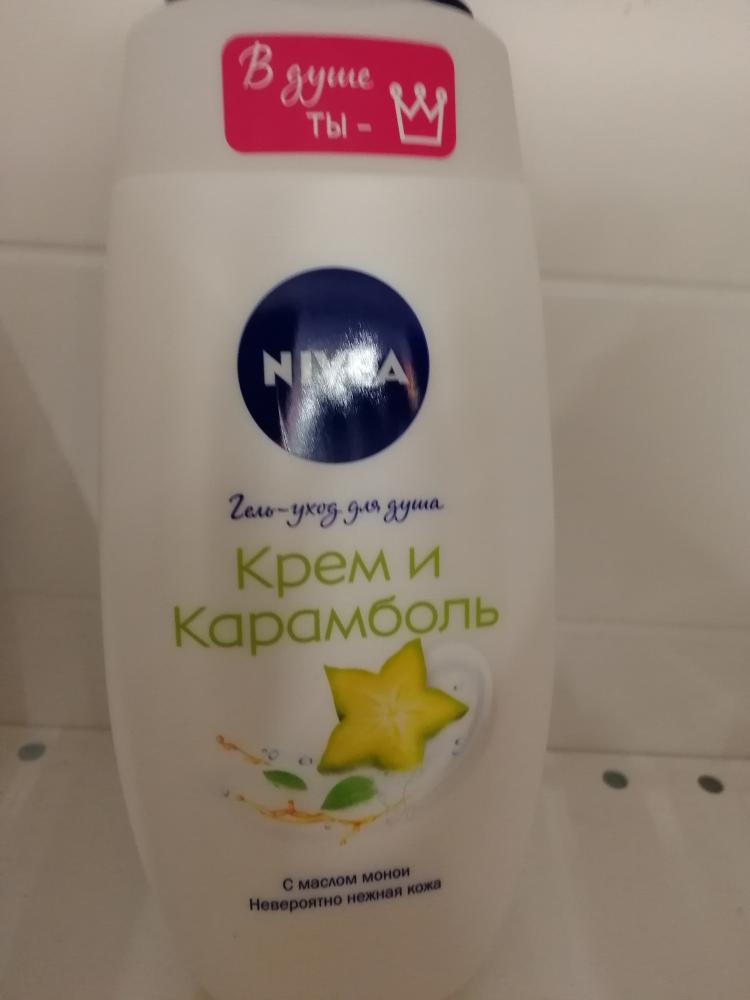 В душе
ты -
NIVEA
Гель-уход для душа
Крем и
Карамболь
С маслом монои
Невероятно нежная кожа